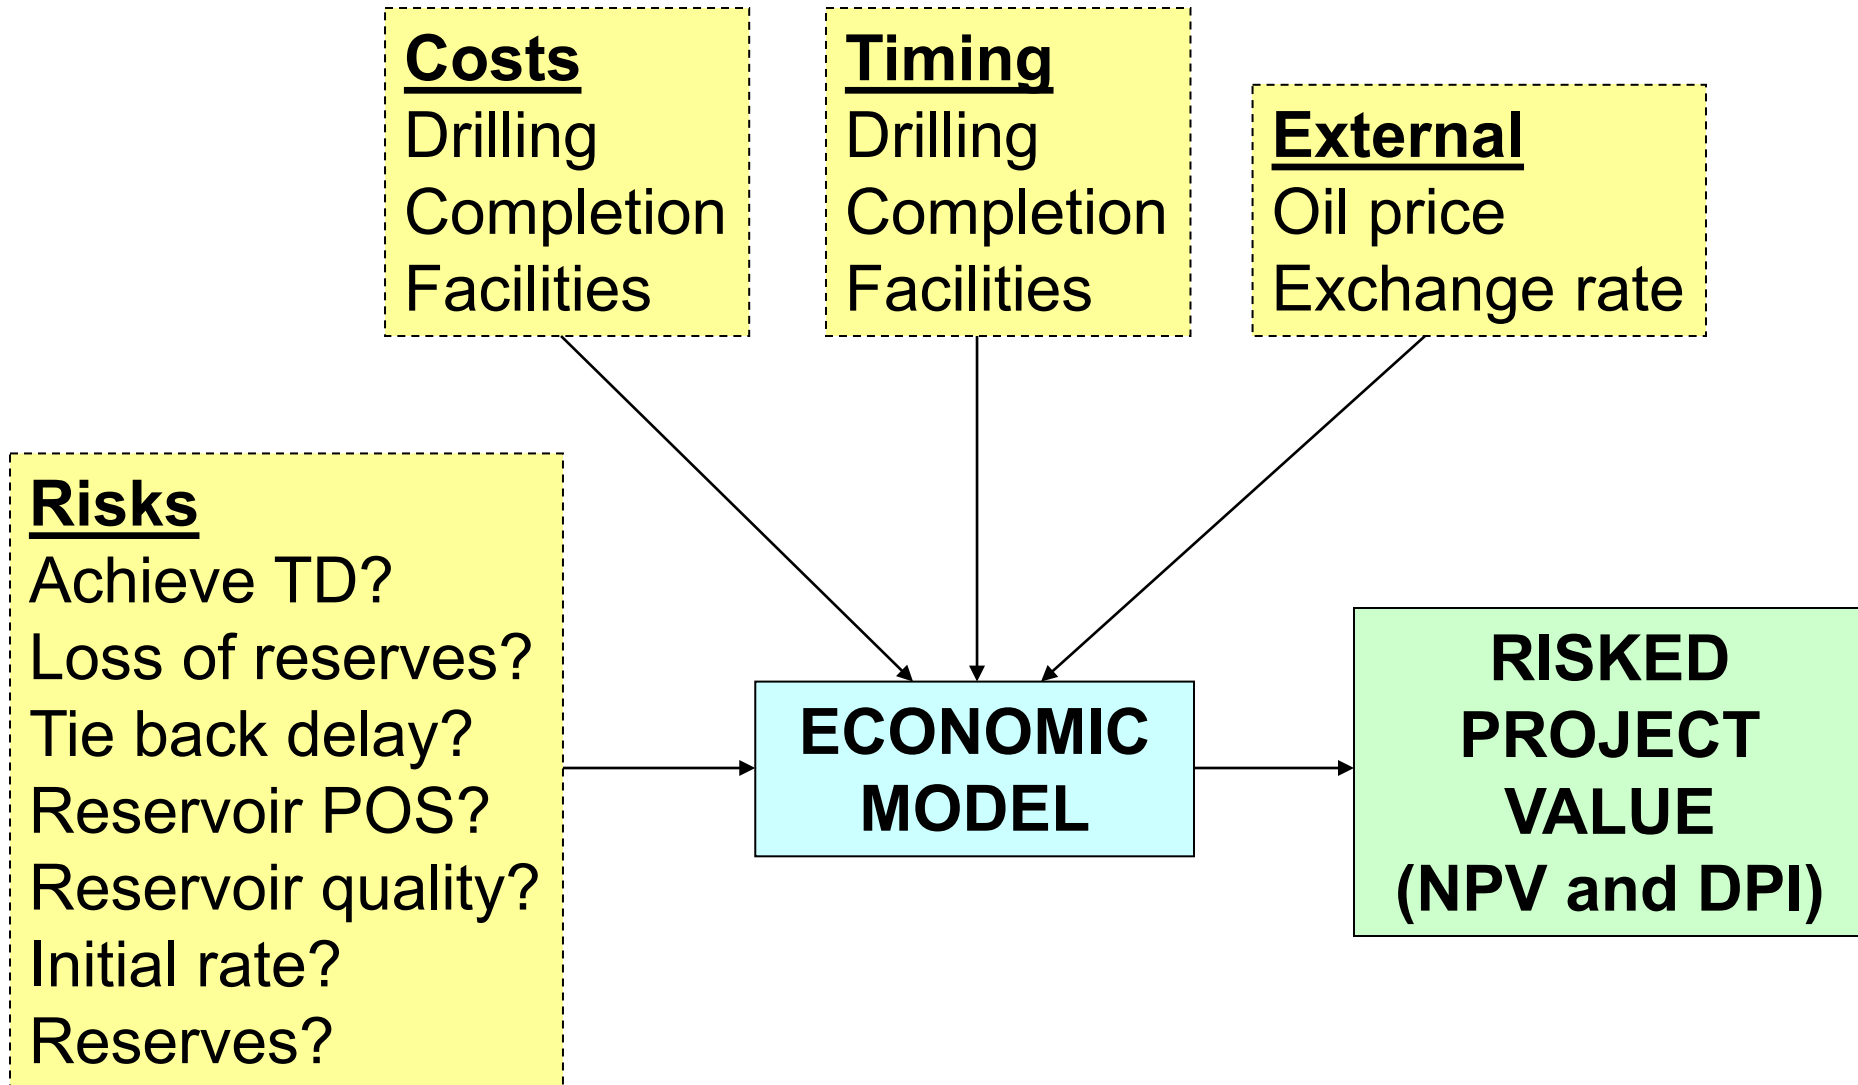 Costs
Drilling
Completion
Facilities
Timing
Drilling
Completion
Facilities
External
Oil price
Exchange rate
Risks
Achieve TD?
Loss of reserves?
Tie back delay?
Reservoir POS?
Reservoir quality?
Initial rate?
Reserves?
ECONOMIC
MODEL
RISKED
PROJECT
VALUE
(NPV and DPI)